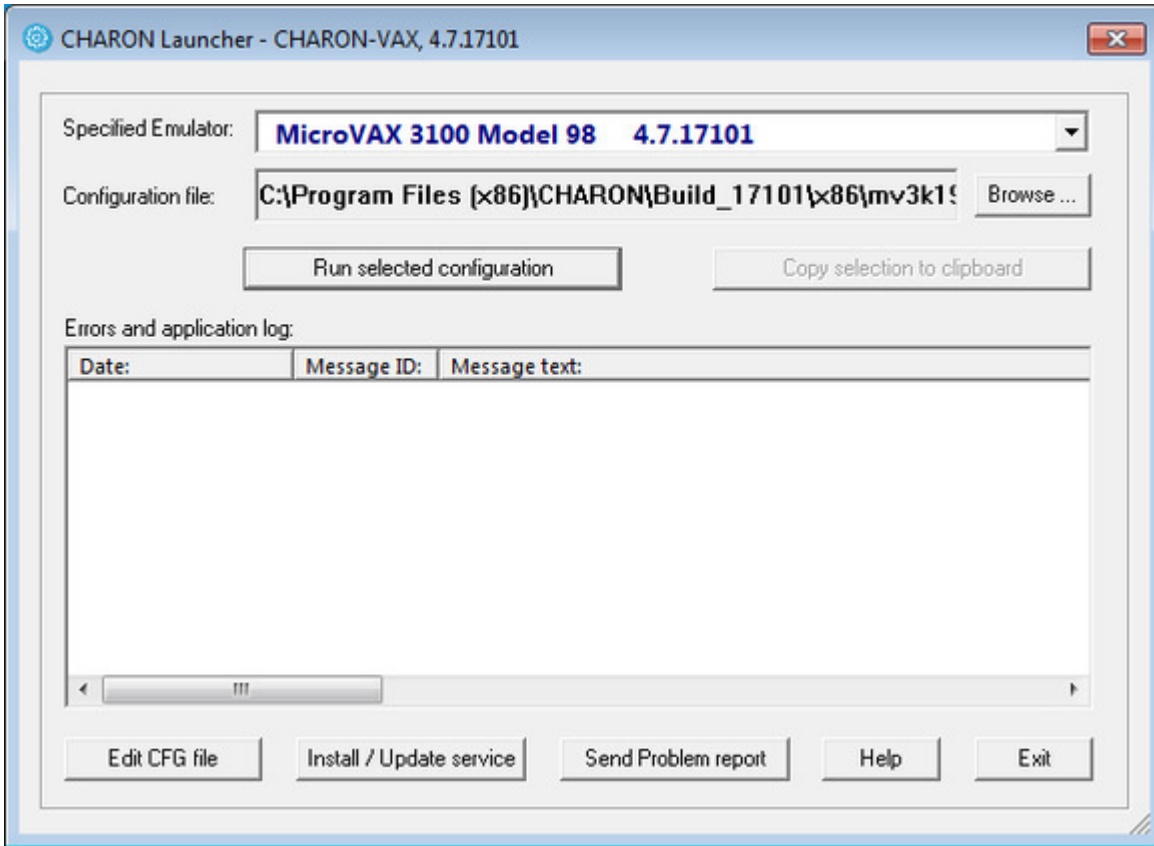 CHARON Launcher - CHARON-VAX, 4.7.17101
Specified Emulator: MicroVAX 3100 Model 98 4.7.17101
Configuration file: C:\Program Files (x86)\CHARON\Build_17101\x86\mv3k19 Browse ...
Run selected configuration Copy selection to clipboard
Errors and application log:
Date: Message ID: Message text:
Edit CFG file Install / Update service Send Problem report Help Exit